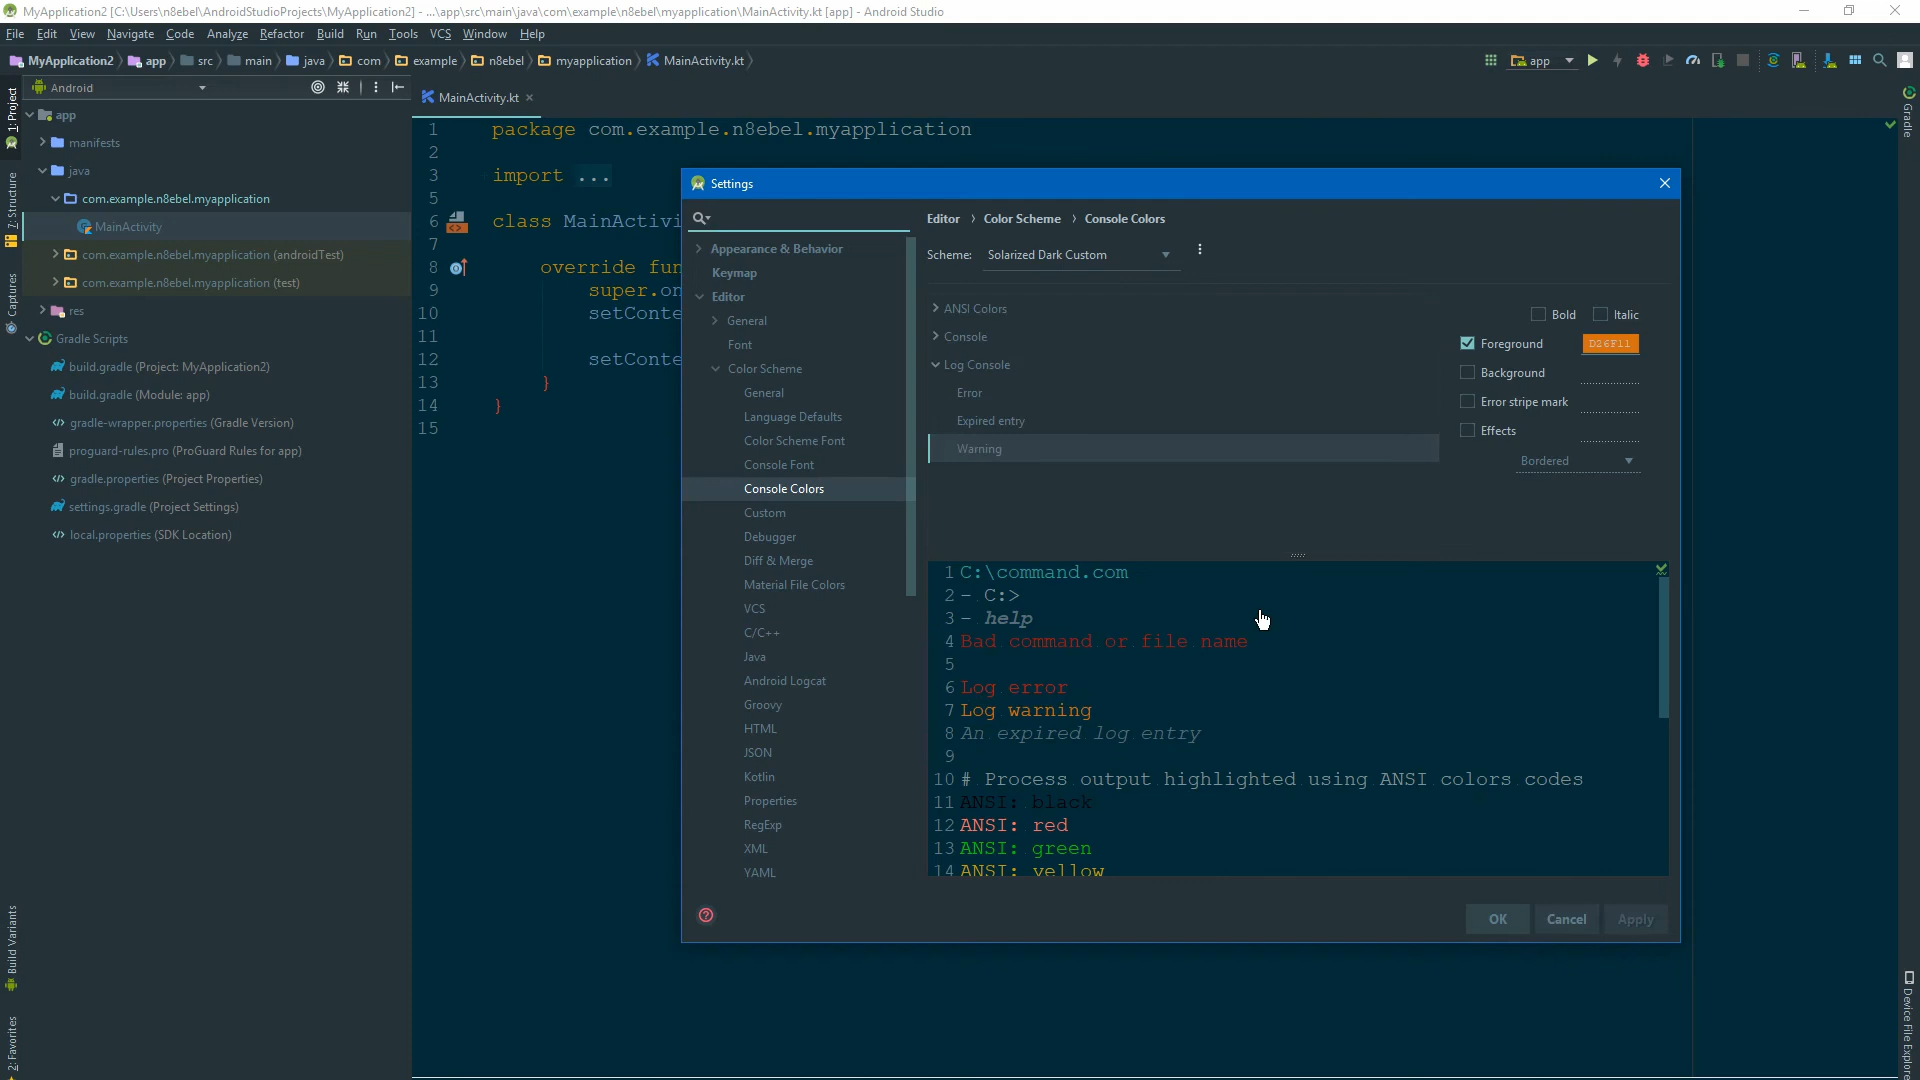 MyApplication2 [C:\Users\n8ebel\AndroidStudioProjects\MyApplication2] - ...\app\src\main\java\com\example\n8ebel\myapplication\MainActivity.kt [app] - Android Studio
File Edit View Navigate Code Analyze Refactor Build Run Tools VCS Window Help
MyApplication2 app src main java com example n8ebel myapplication MainActivity.kt app
Android
MainActivity.kt
1: Project
7: Structure
Captures
Build Variants
2: Favorites
Gradle
Device File Explorer
app
manifests
java
com.example.n8ebel.myapplication
MainActivity
com.example.n8ebel.myapplication (androidTest)
com.example.n8ebel.myapplication (test)
res
Gradle Scripts
build.gradle (Project: MyApplication2)
build.gradle (Module: app)
gradle-wrapper.properties (Gradle Version)
proguard-rules.pro (ProGuard Rules for app)
gradle.properties (Project Properties)
settings.gradle (Project Settings)
local.properties (SDK Location)
1 package com.example.n8ebel.myapplication
2
3 import ...
5
6 class MainActivi
7
8 override fun
9 super.on
10 setConte
11
12 setConte
13 }
14 }
15
Settings
Appearance & Behavior
Keymap
Editor
General
Font
Color Scheme
General
Language Defaults
Color Scheme Font
Console Font
Console Colors
Custom
Debugger
Diff & Merge
Material File Colors
VCS
C/C++
Java
Android Logcat
Groovy
HTML
JSON
Kotlin
Properties
RegExp
XML
YAML
Editor > Color Scheme > Console Colors
Scheme: Solarized Dark Custom
ANSI Colors
Console
Log Console
Error
Expired entry
Warning
Bold Italic
Foreground D26F11
Background
Error stripe mark
Effects
Bordered
1 C:\command.com
2 - C:>
3 - help
4 Bad command or file name
5
6 Log error
7 Log warning
8 An expired log entry
9
10 # Process output highlighted using ANSI colors codes
11 ANSI: black
12 ANSI: red
13 ANSI: green
14 ANSI: yellow
OK Cancel Apply